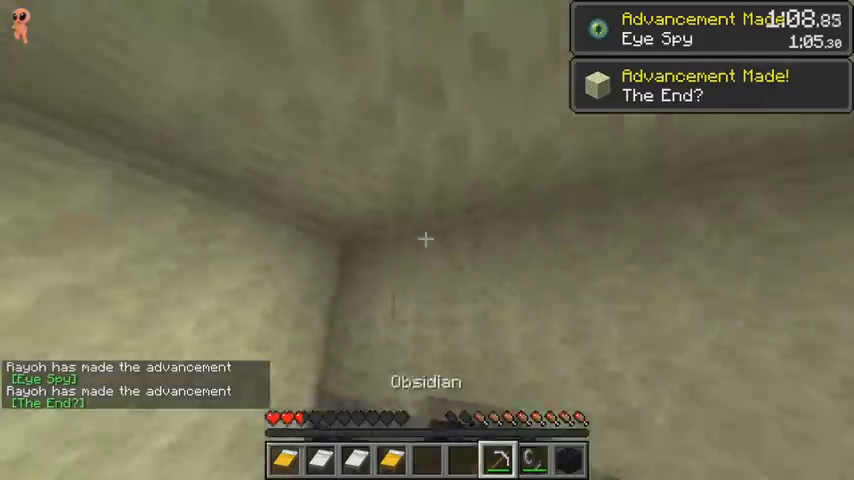 Advancement Made
1:08.85
Eye Spy
1:05.30
Advancement Made!
The End?
Rayoh has made the advancement
[Eye Spy]
Rayoh has made the advancement
[The End?]
Obsidian